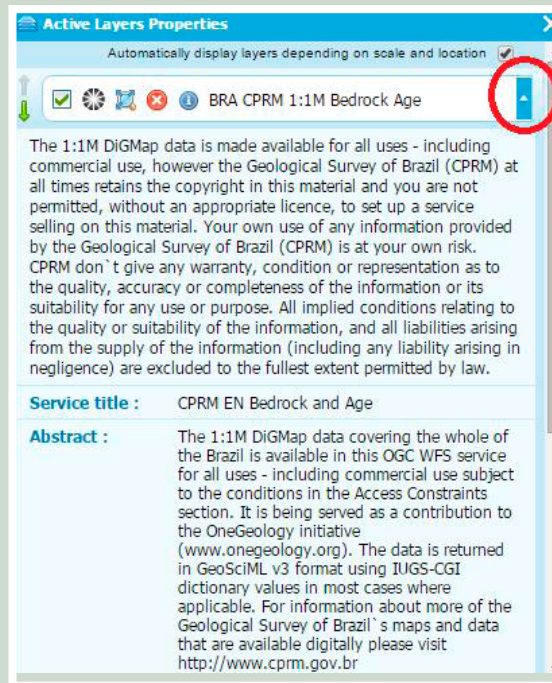 Active Layers Properties
Automatically display layers depending on scale and location
BRA CPRM 1:1M Bedrock Age
The 1:1M DiGMap data is made available for all uses - including
commercial use, however the Geological Survey of Brazil (CPRM) at
all times retains the copyright in this material and you are not
permitted, without an appropriate licence, to set up a service
selling on this material. Your own use of any information provided
by the Geological Survey of Brazil (CPRM) is at your own risk.
CPRM don`t give any warranty, condition or representation as to
the quality, accuracy or completeness of the information or its
suitability for any use or purpose. All implied conditions relating to
the quality or suitability of the information, and all liabilities arising
from the supply of the information (including any liability arising in
negligence) are excluded to the fullest extent permitted by law.
Service title : CPRM EN Bedrock and Age
Abstract : The 1:1M DiGMap data covering the whole of
the Brazil is available in this OGC WFS service
for all uses - including commercial use subject
to the conditions in the Access Constraints
section. It is being served as a contribution to
the OneGeology initiative
(www.onegeology.org). The data is returned
in GeoSciML v3 format using IUGS-CGI
dictionary values in most cases where
applicable. For information about more of the
Geological Survey of Brazil`s maps and data
that are available digitally please visit
http://www.cprm.gov.br